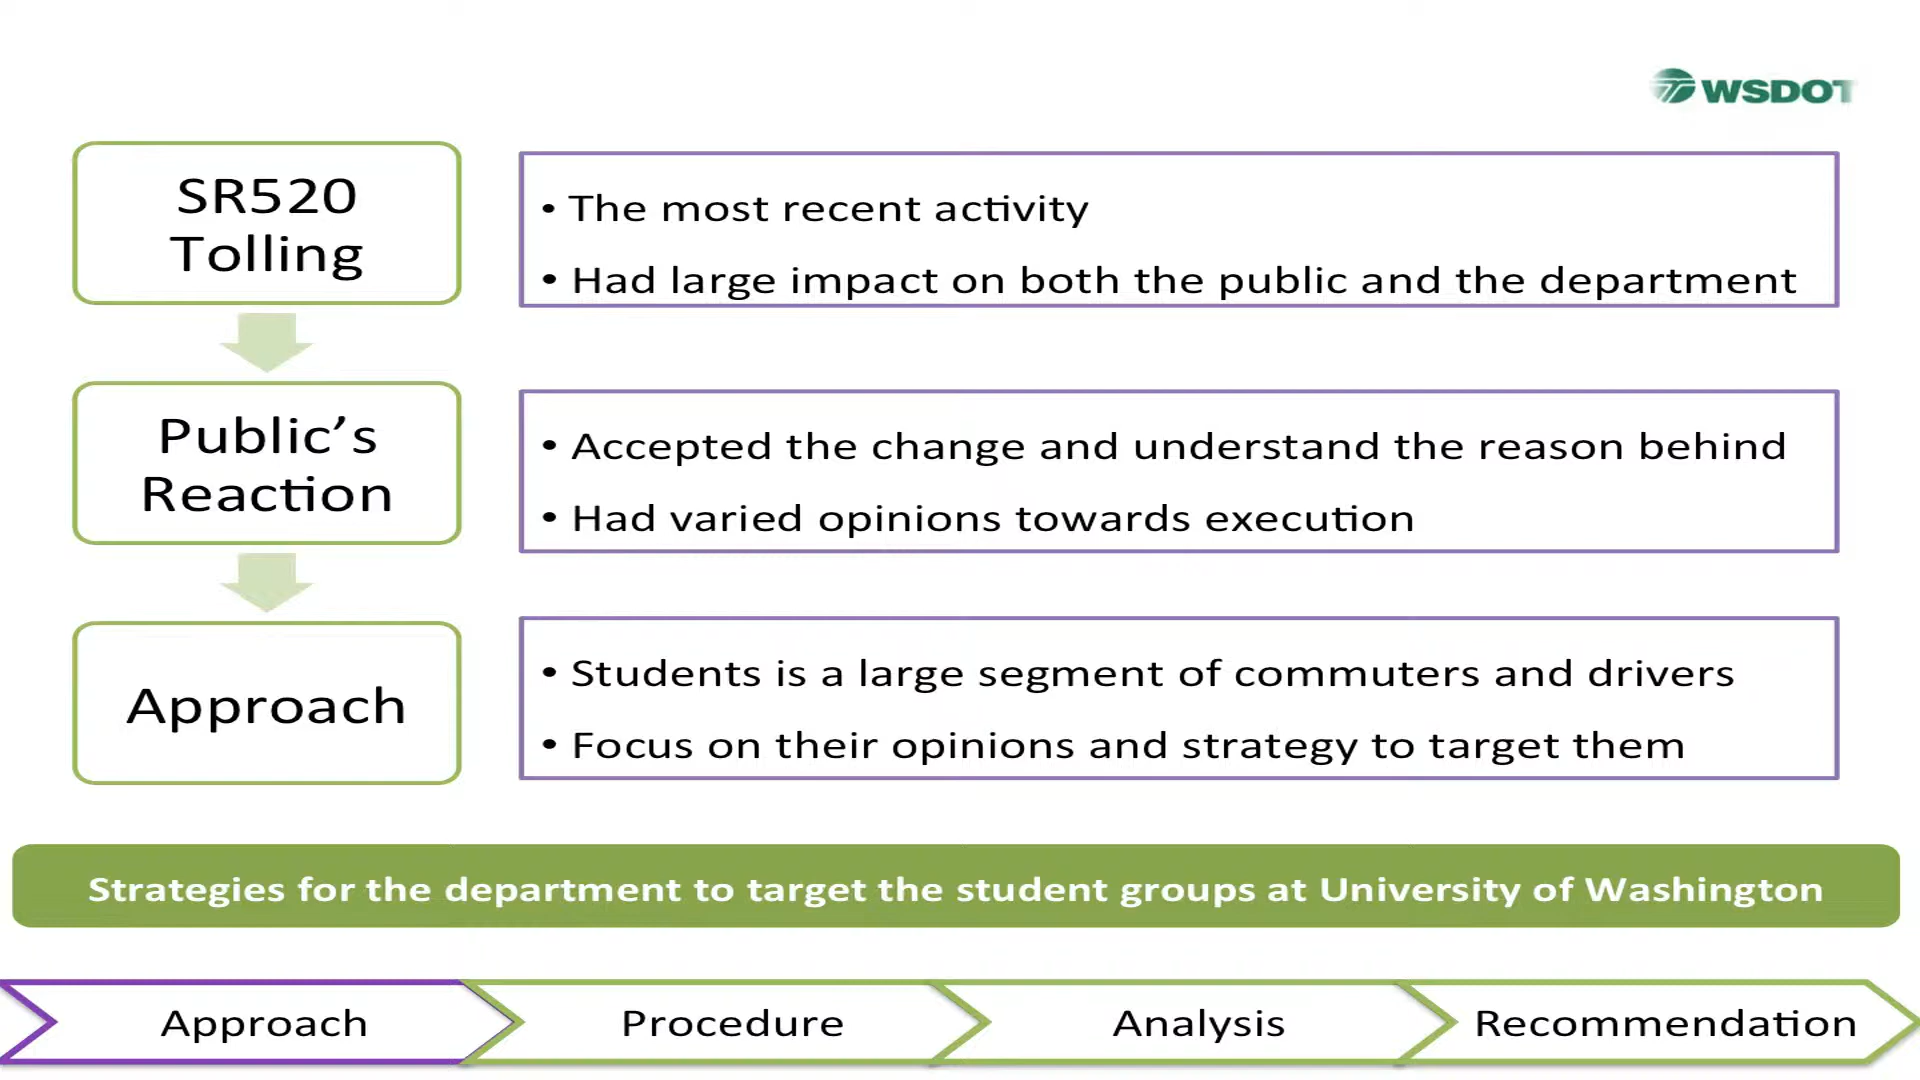 WSDOT
SR520
Tolling
• The most recent activity
• Had large impact on both the public and the department
Public’s
Reaction
• Accepted the change and understand the reason behind
• Had varied opinions towards execution
Approach
• Students is a large segment of commuters and drivers
• Focus on their opinions and strategy to target them
Strategies for the department to target the student groups at University of Washington
Approach
Procedure
Analysis
Recommendation